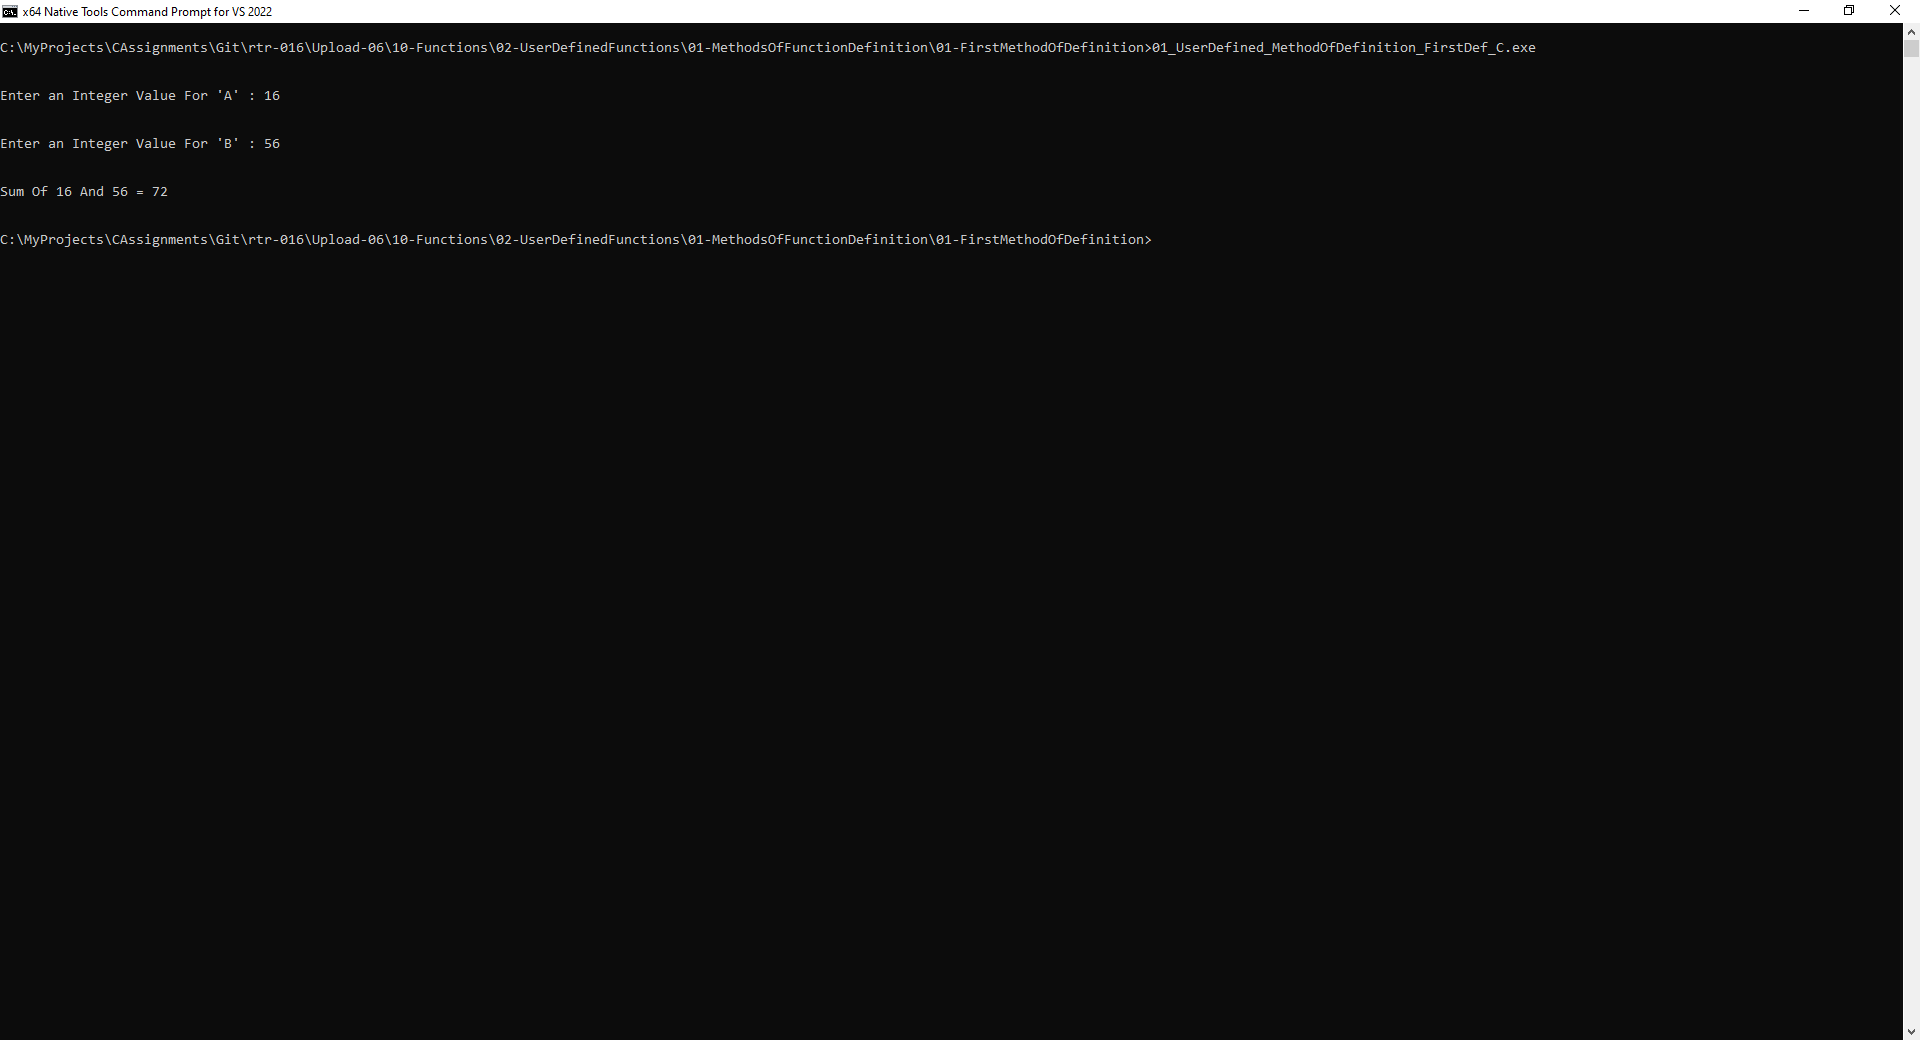 x64 Native Tools Command Prompt for VS 2022
C:\MyProjects\CAssignments\Git\rtr-016\Upload-06\10-Functions\02-UserDefinedFunctions\01-MethodsOfFunctionDefinition\01-FirstMethodOfDefinition>01_UserDefined_MethodOfDefinition_FirstDef_C.exe
Enter an Integer Value For 'A' : 16
Enter an Integer Value For 'B' : 56
Sum Of 16 And 56 = 72
C:\MyProjects\CAssignments\Git\rtr-016\Upload-06\10-Functions\02-UserDefinedFunctions\01-MethodsOfFunctionDefinition\01-FirstMethodOfDefinition>